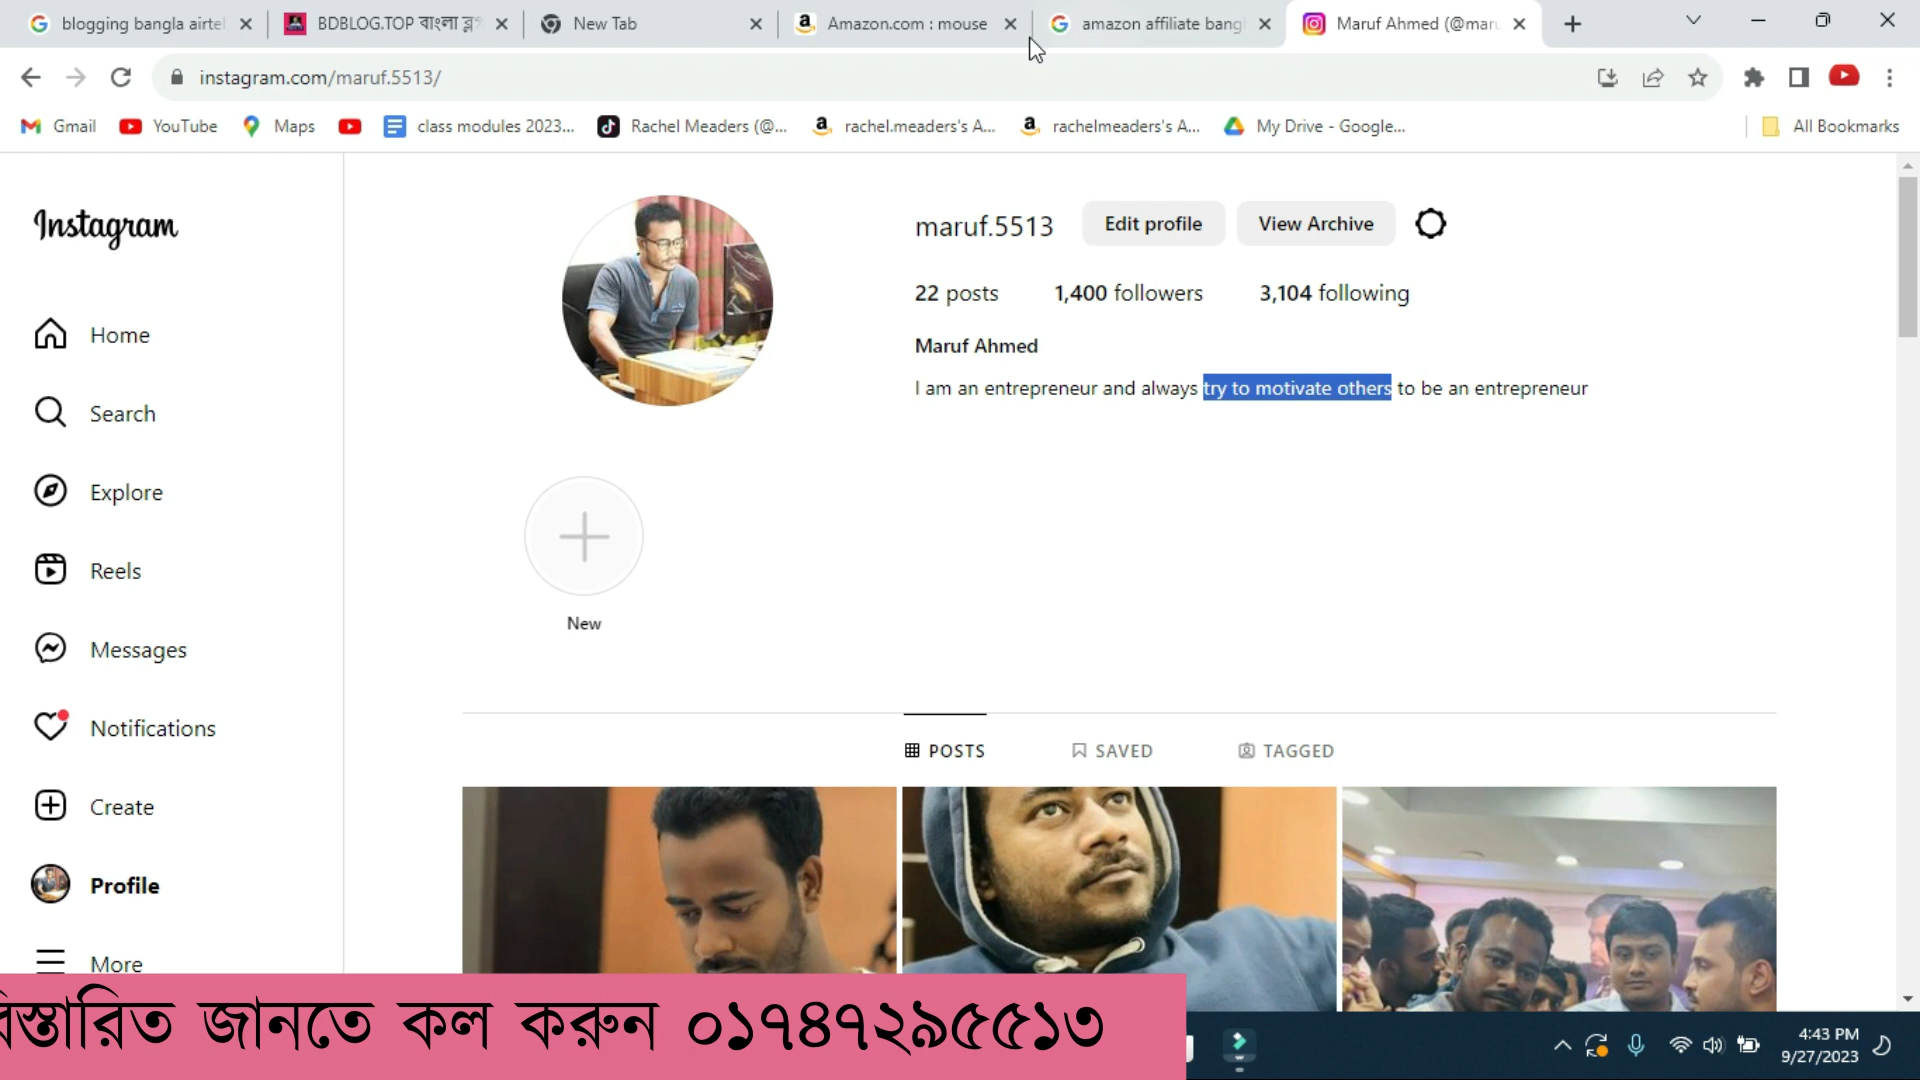 blogging bangla airtel
BDBLOG.TOP বাংলা ব্লগ
New Tab
Amazon.com : mouse
amazon affiliate bang
Maruf Ahmed (@maru
instagram.com/maruf.5513/
Gmail
YouTube
Maps
class modules 2023...
Rachel Meaders (@...
rachel.meaders's A...
rachelmeaders's A...
My Drive - Google...
All Bookmarks
Instagram
Home
Search
Explore
Reels
Messages
Notifications
Create
Profile
More
maruf.5513
Edit profile
View Archive
22 posts
1,400 followers
3,104 following
Maruf Ahmed
I am an entrepreneur and always try to motivate others to be an entrepreneur
New
POSTS
SAVED
TAGGED
বিস্তারিত জানতে কল করুন ০১৭৪৭২৯৫৫১৩
4:43 PM
9/27/2023